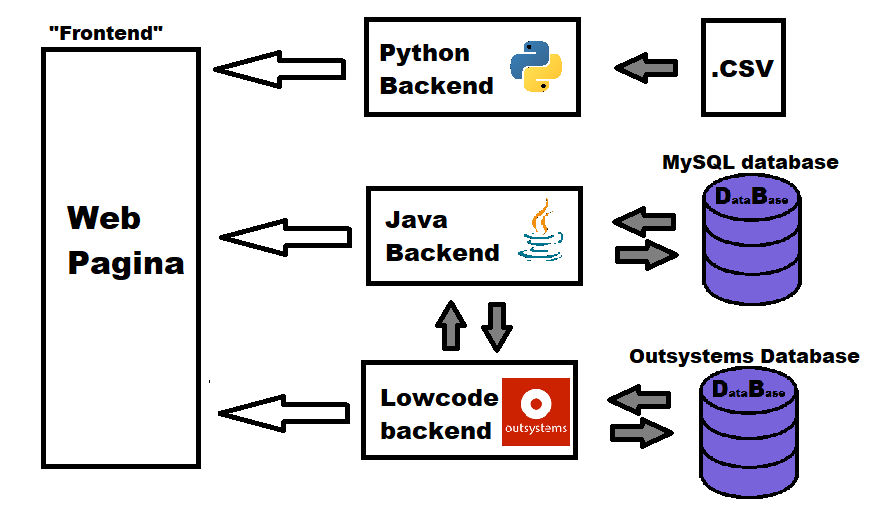 "Frontend"
Web
Pagina
Python
Backend
.CSV
MySQL database
DataBase
Java
Backend
Outsystems Database
DataBase
Lowcode
backend
outsystems